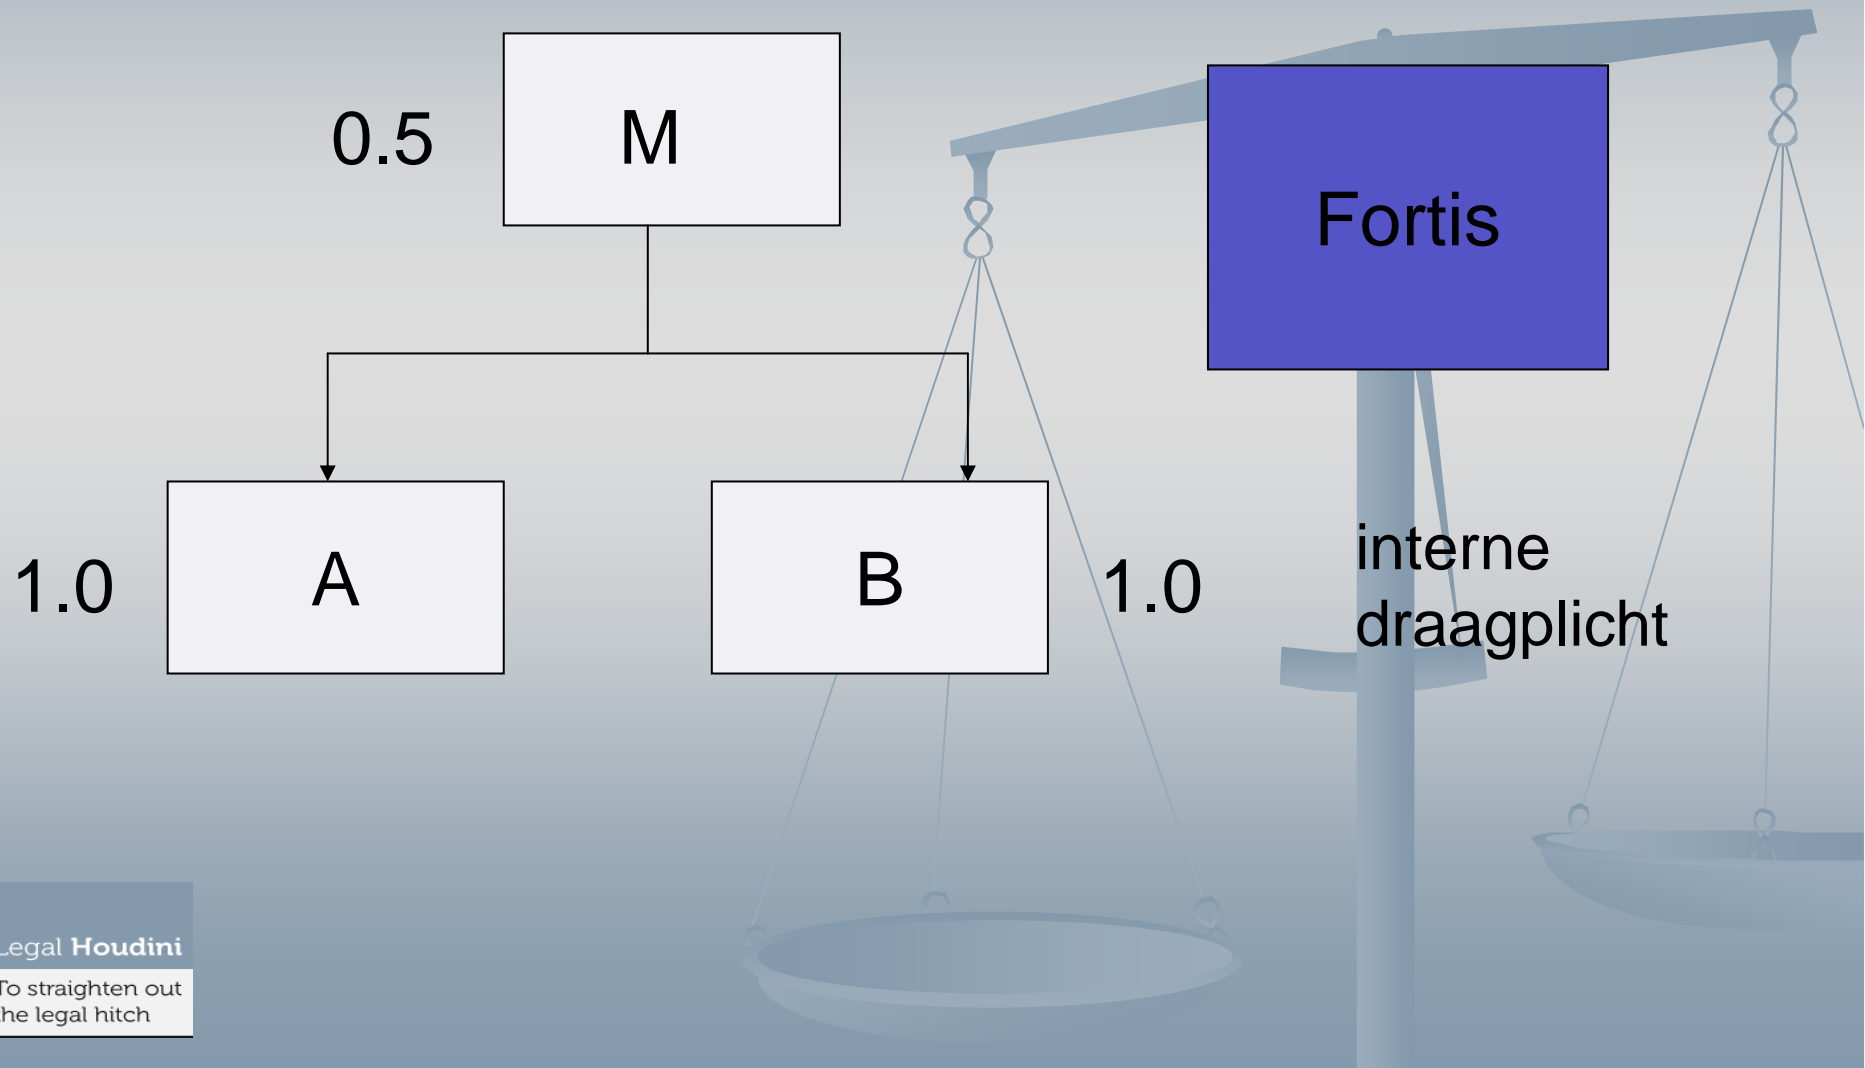 0.5
M
Fortis
1.0
A
B
1.0
interne
draagplicht
Legal Houdini
To straighten out
the legal hitch